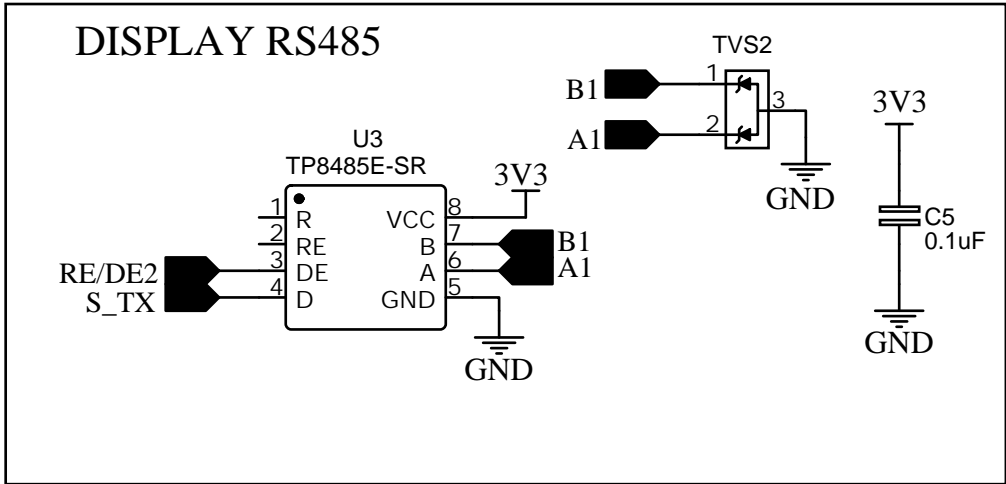 DISPLAY RS485
TVS2
B1 1
3
A1 2
GND
3V3
C5
0.1uF
GND
U3
TP8485E-SR
3V3
1 R VCC 8
2 RE B 7 B1
RE/DE2 3 DE A 6 A1
S_TX 4 D GND 5
GND